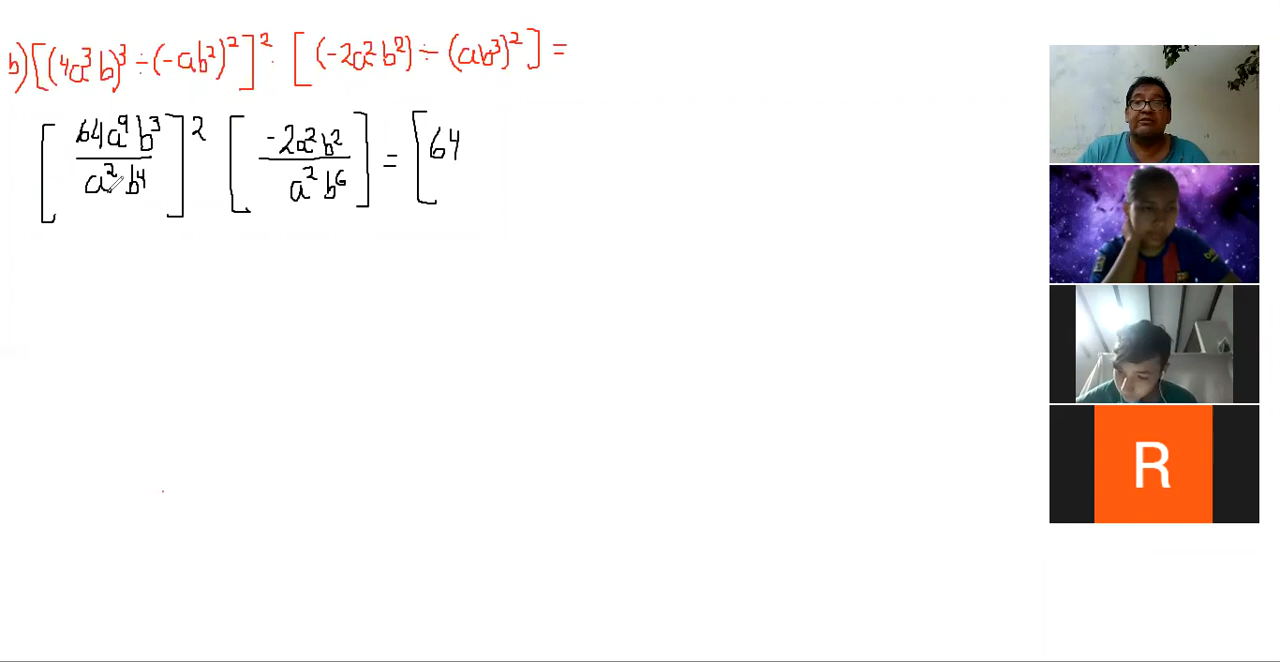 b) [(4a³b)³ ÷ (-ab²)²]² · [(-2a²b²) ÷ (ab³)²] =
[64a⁹b³ / a²b⁴]² [-2a²b² / a²b⁶] = [64
R